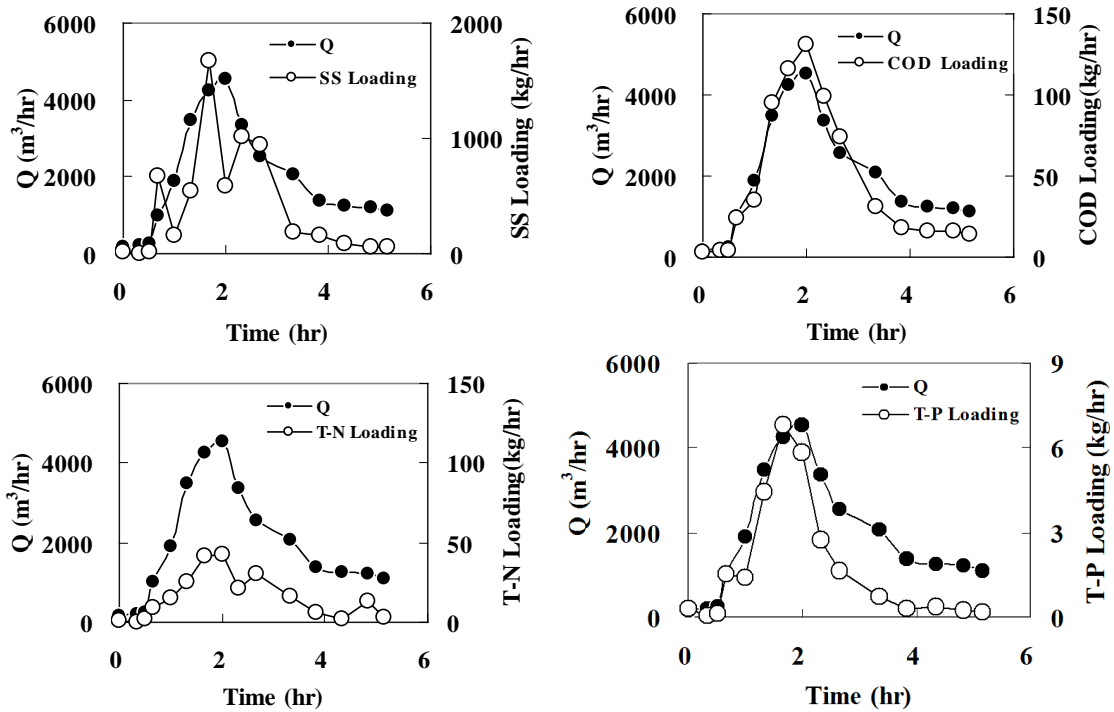 6000
4000
2000
0
Q (m³/hr)
Q
SS Loading
2000
1000
0
SS Loading (kg/hr)
0 2 4 6
Time (hr)
6000
4000
2000
0
Q (m³/hr)
Q
COD Loading
150
100
50
0
COD Loading(kg/hr)
0 2 4 6
Time (hr)
6000
4000
2000
0
Q (m³/hr)
Q
T-N Loading
150
100
50
0
T-N Loading(kg/hr)
0 2 4 6
Time (hr)
6000
4000
2000
0
Q (m³/hr)
Q
T-P Loading
9
6
3
0
T-P Loading (kg/hr)
0 2 4 6
Time (hr)